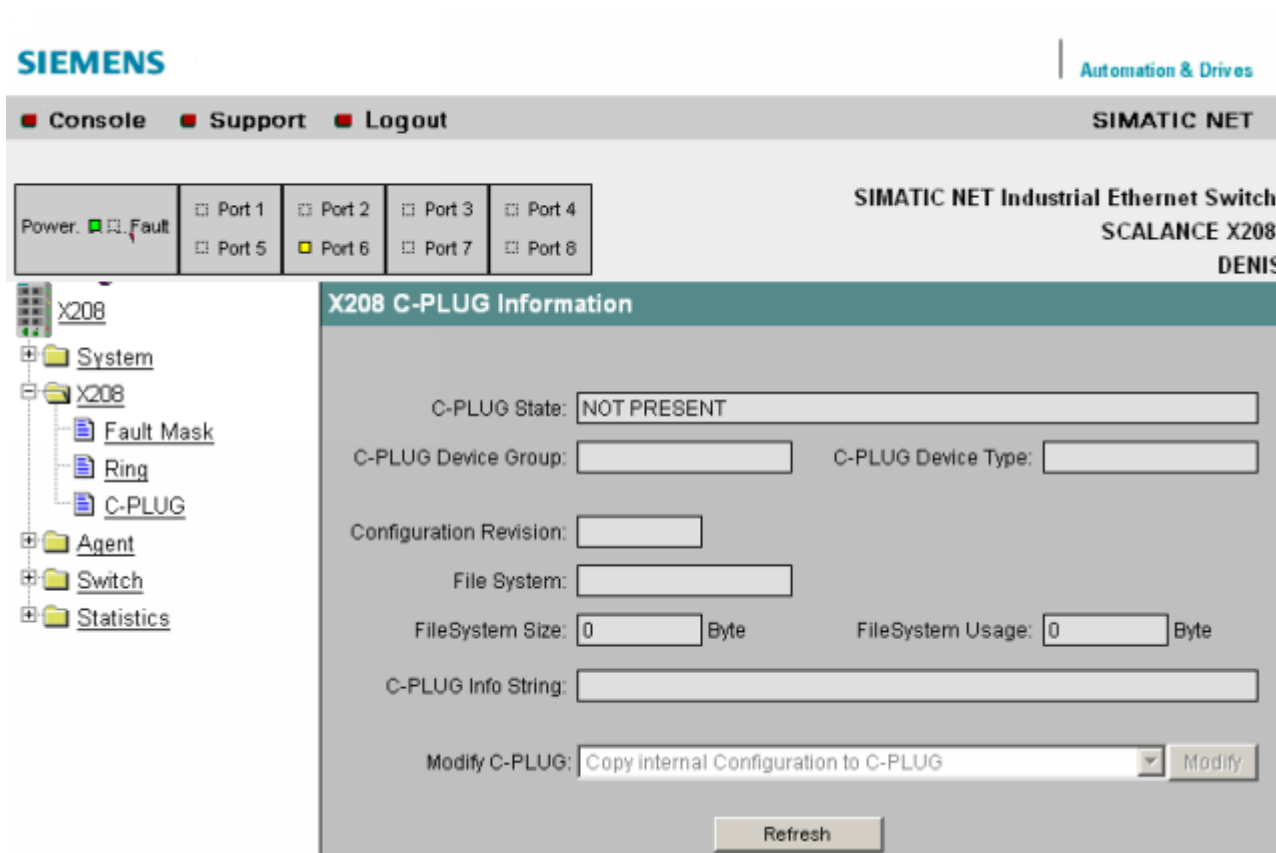 SIEMENS
Automation & Drives
Console Support Logout SIMATIC NET
Power. Fault Port 1 Port 2 Port 3 Port 4
Port 5 Port 6 Port 7 Port 8
SIMATIC NET Industrial Ethernet Switch
SCALANCE X208
DENIS
X208
System
X208
Fault Mask
Ring
C-PLUG
Agent
Switch
Statistics
X208 C-PLUG Information
C-PLUG State: NOT PRESENT
C-PLUG Device Group: C-PLUG Device Type:
Configuration Revision:
File System:
FileSystem Size: 0 Byte FileSystem Usage: 0 Byte
C-PLUG Info String:
Modify C-PLUG: Copy internal Configuration to C-PLUG Modify
Refresh